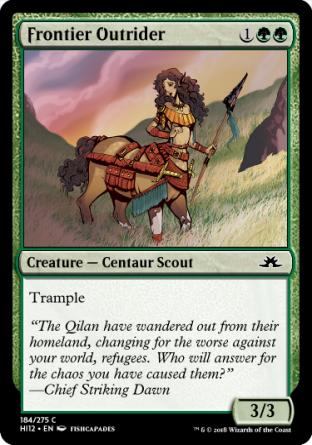 Frontier Outrider 1
Creature — Centaur Scout
Trample
“The Qilan have wandered out from their
homeland, changing for the worse against
your world, refugees. Who will answer for
the chaos you have caused them?”
—Chief Striking Dawn
3/3
184/275 C
HI12 • EN FISHCAPADES ™ & © 2018 Wizards of the Coast